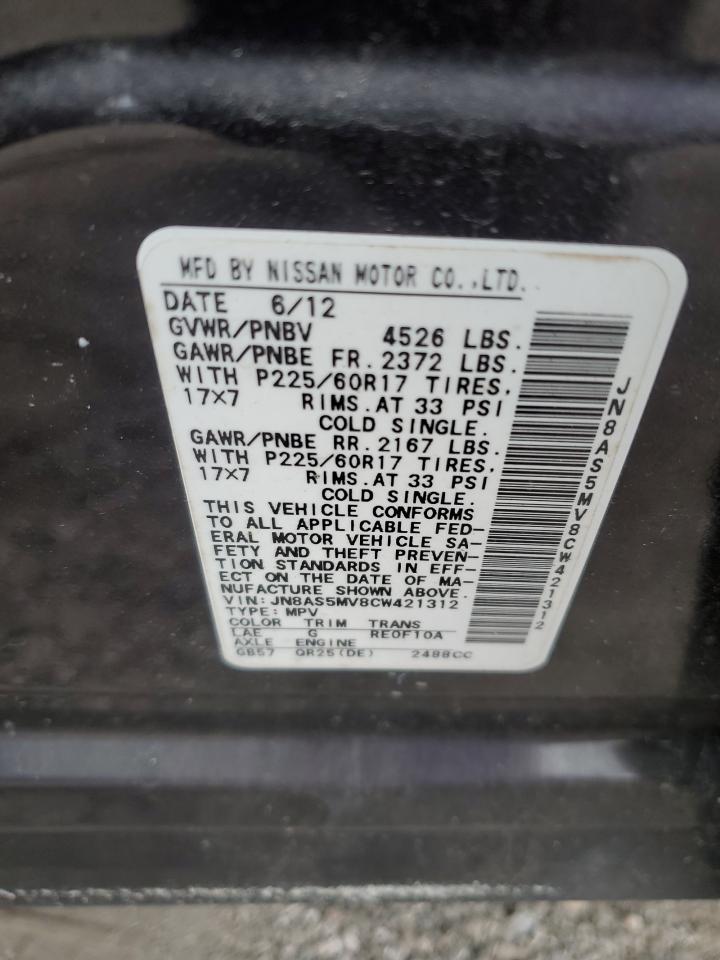 MFD BY NISSAN MOTOR CO.,LTD.
DATE 6/12
GVWR/PNBV 4526 LBS.
GAWR/PNBE FR.2372 LBS.
WITH P225/60R17 TIRES,
17×7 RIMS.AT 33 PSI
COLD SINGLE.
GAWR/PNBE RR.2167 LBS.
WITH P225/60R17 TIRES,
17×7 RIMS.AT 33 PSI
COLD SINGLE.
THIS VEHICLE CONFORMS
TO ALL APPLICABLE FED-
ERAL MOTOR VEHICLE SA-
FETY AND THEFT PREVEN-
TION STANDARDS IN EFF-
ECT ON THE DATE OF MA-
NUFACTURE SHOWN ABOVE.
VIN: JN8AS5MV8CW421312
TYPE: MPV
COLOR TRIM TRANS
LAE G RE0F10A
AXLE ENGINE
GB57 QR25(DE) 2488CC
JN8AS5MV8CW421312